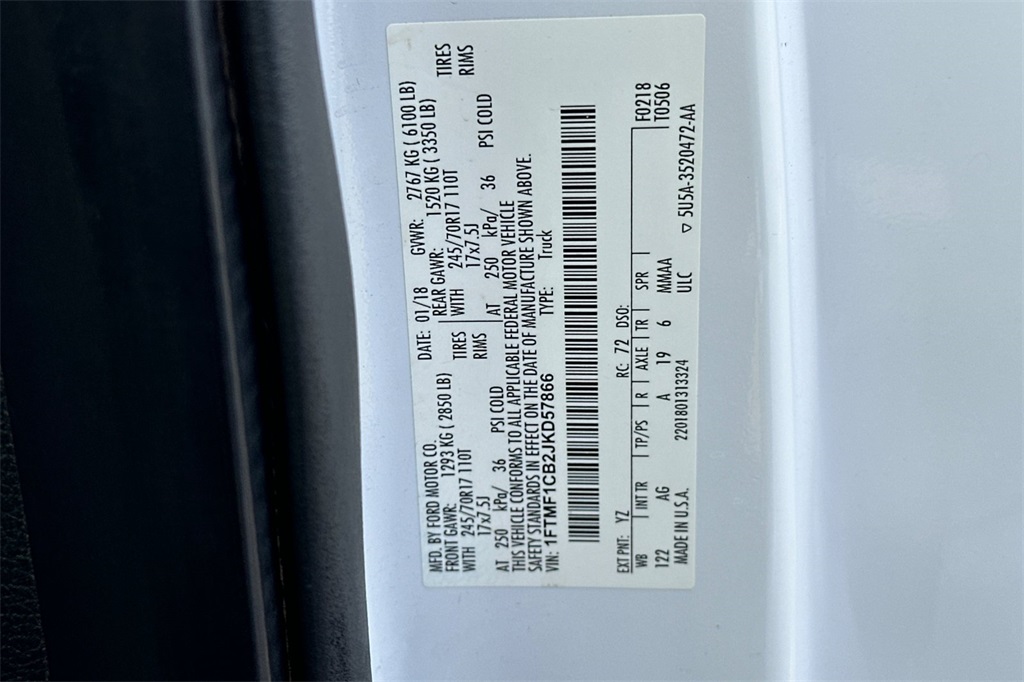 MFD. BY FORD MOTOR CO.
DATE: 01/18 GVWR: 2767 KG ( 6100 LB)
FRONT GAWR: 1293 KG ( 2850 LB)
REAR GAWR: 1520 KG ( 3350 LB)
WITH 245/70R17 110T TIRES
WITH 245/70R17 110T TIRES
17x7.5J RIMS
17x7.5J RIMS
AT 250 kPa/ 36 PSI COLD
AT 250 kPa/ 36 PSI COLD
THIS VEHICLE CONFORMS TO ALL APPLICABLE FEDERAL MOTOR VEHICLE
SAFETY STANDARDS IN EFFECT ON THE DATE OF MANUFACTURE SHOWN ABOVE.
VIN: 1FTMF1CB2JKD57866 TYPE: Truck
EXT PNT: YZ RC: 72 DSO:
WB INT TR TP/PS R AXLE TR SPR F0218
122 AG A 19 6 MMAA T0506
MADE IN U.S.A. 2201801313324 ULC ▽ 5U5A-3520472-AA